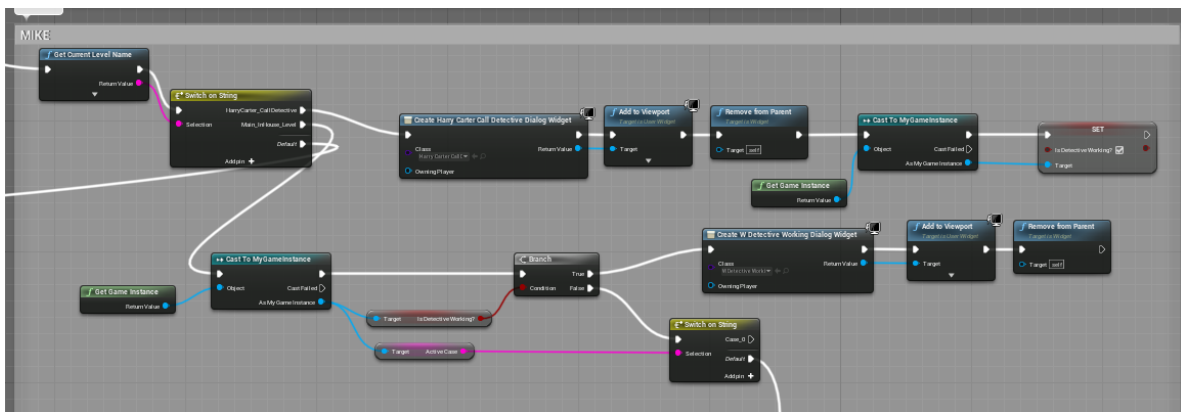 MIKE
Get Current Level Name
Return Value
Switch on String
HarryCarter_CallDetective
Selection
Main_InHouse_Level
Default
Add pin +
Create Harry Carter Call Detective Dialog Widget
Class
Harry Carter Call
Return Value
Owning Player
Add to Viewport
Target is User Widget
Target
Remove from Parent
Target is Widget
Target self
Cast To MyGameInstance
Object
Cast Failed
As My Game Instance
Get Game Instance
Return Value
SET
Is Detective Working?
Target
Create W Detective Working Dialog Widget
Class
W Detective Worki
Return Value
Owning Player
Add to Viewport
Target is User Widget
Target
Remove from Parent
Target is Widget
Target self
Get Game Instance
Return Value
Cast To MyGameInstance
Object
Cast Failed
As My Game Instance
Branch
True
Condition
False
Target
Is Detective Working?
Target
Active Case
Switch on String
Case_0
Selection
Default
Add pin +